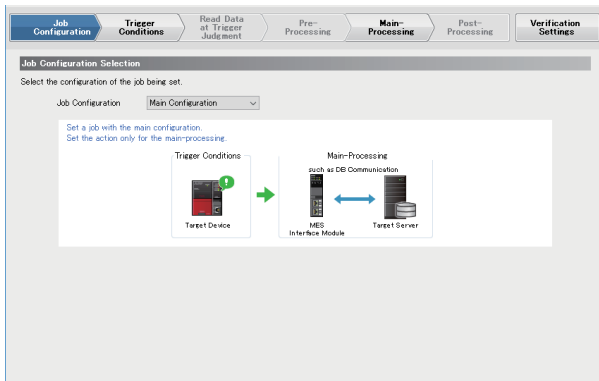 Job
Configuration
Trigger
Conditions
Read Data
at Trigger
Judgment
Pre-
Processing
Main-
Processing
Post-
Processing
Verification
Settings
Job Configuration Selection
Select the configuration of the job being set.
Job Configuration
Main Configuration
Set a job with the main configuration.
Set the action only for the main-processing.
Trigger Conditions
Main-Processing
such as DB Communication
Target Device
MES
Interface Module
Target Server